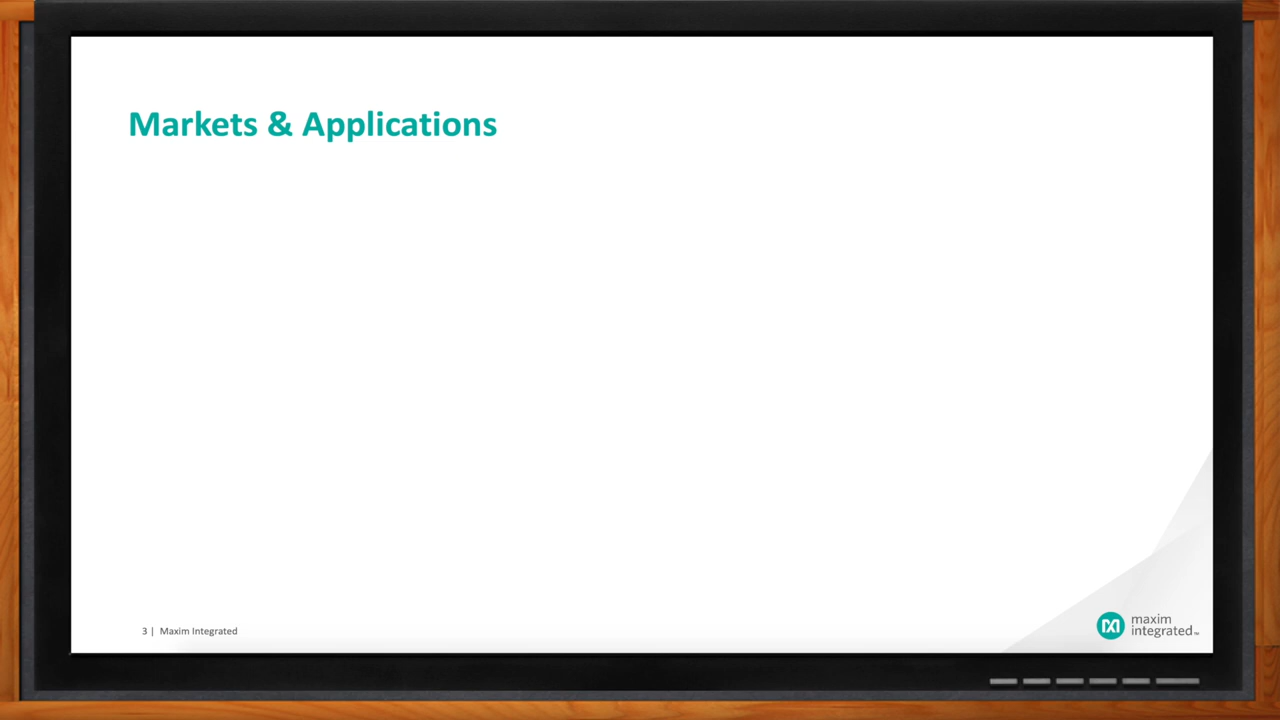 Markets & Applications
3 | Maxim Integrated
maxim
integrated™